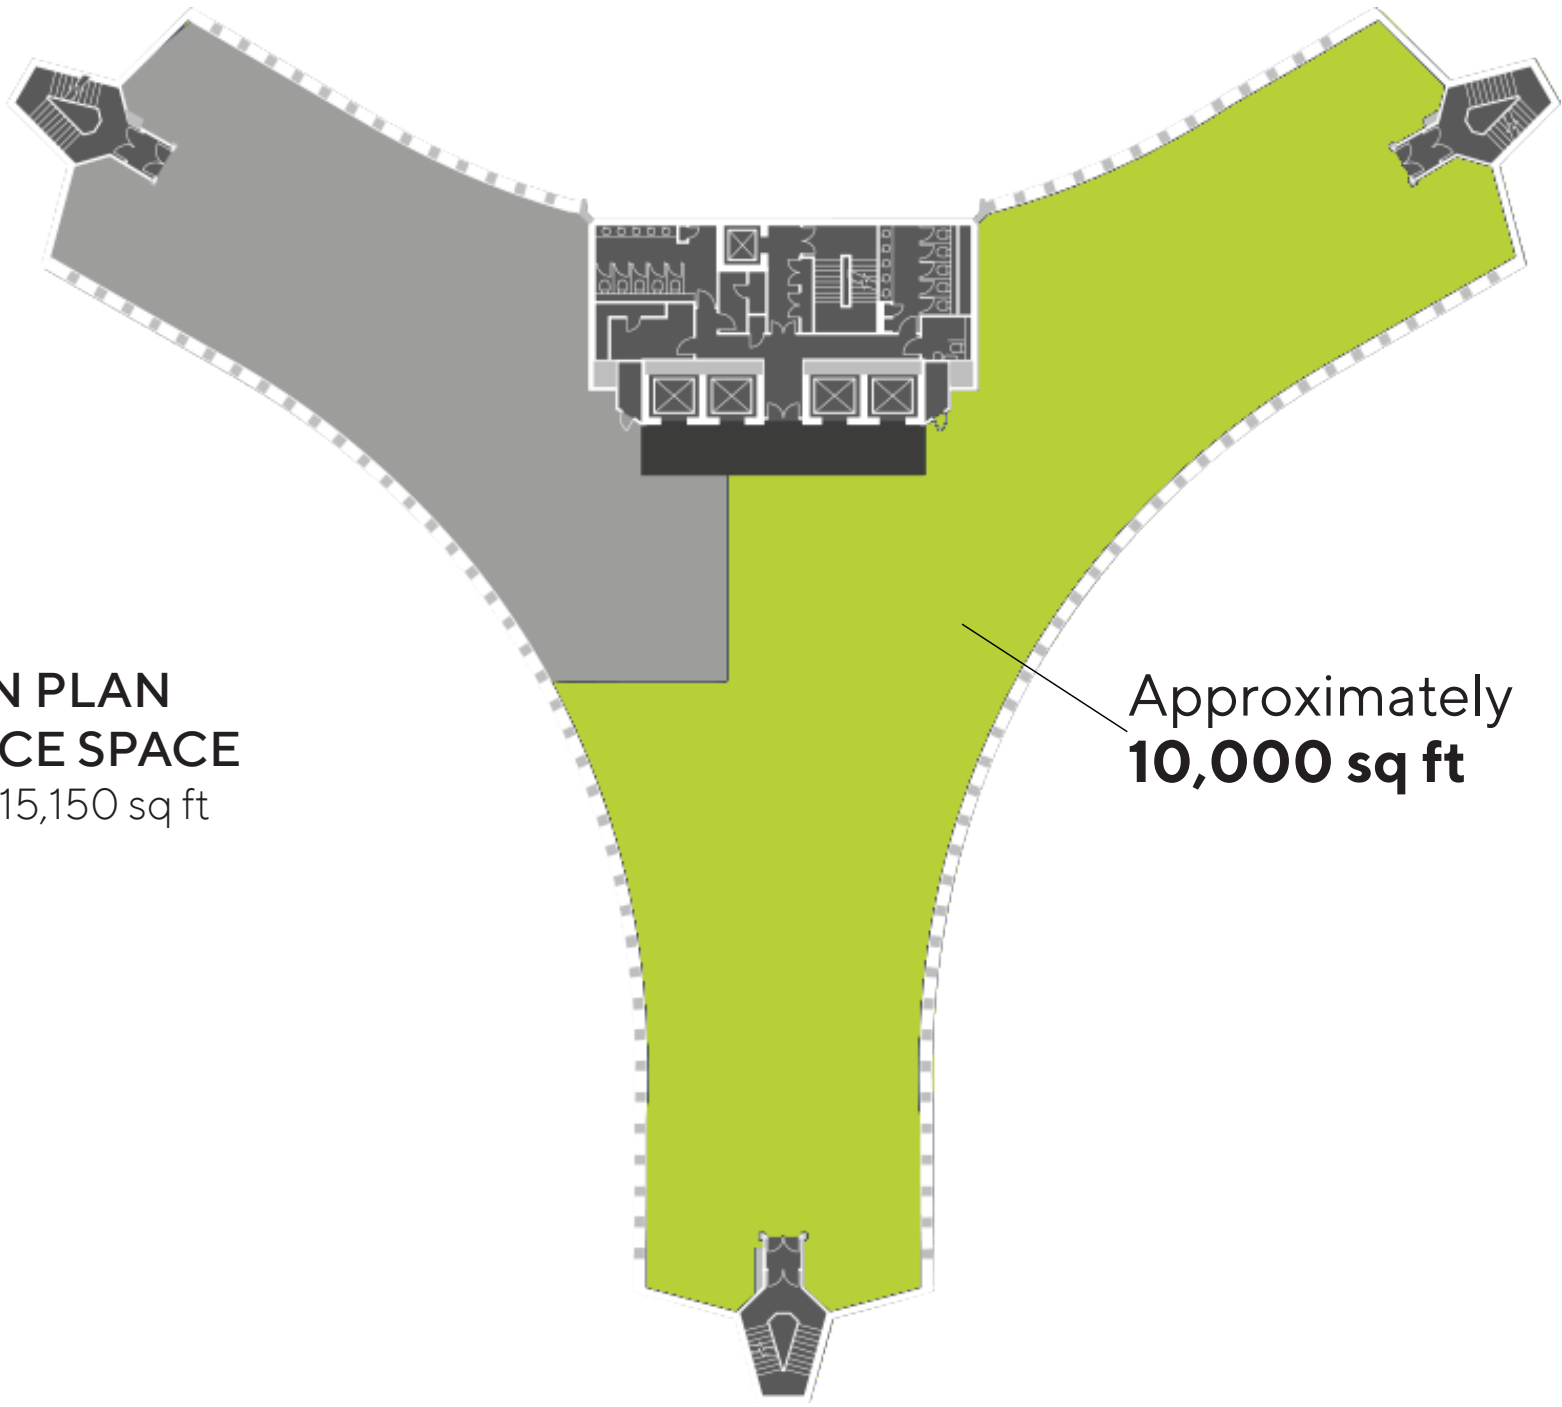 N PLAN
CE SPACE
15,150 sq ft
Approximately
10,000 sq ft